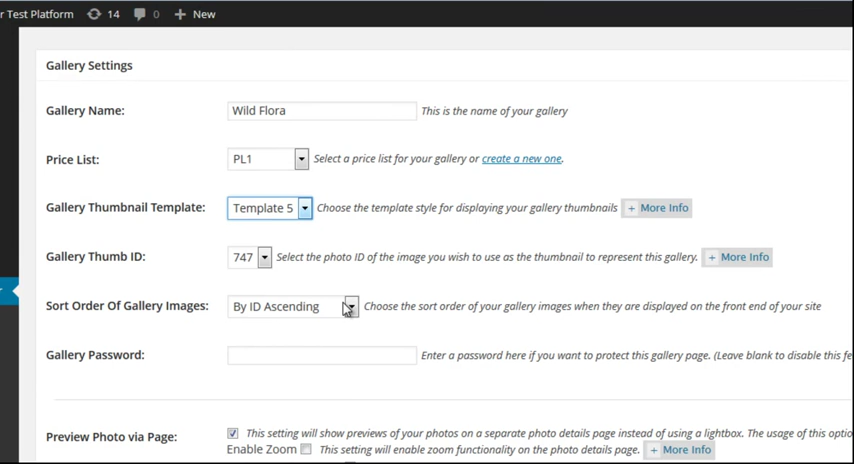 r Test Platform 14 0 + New
Gallery Settings
Gallery Name: Wild Flora This is the name of your gallery
Price List: PL1 Select a price list for your gallery or create a new one.
Gallery Thumbnail Template: Template 5 Choose the template style for displaying your gallery thumbnails + More Info
Gallery Thumb ID: 747 Select the photo ID of the image you wish to use as the thumbnail to represent this gallery. + More Info
Sort Order Of Gallery Images: By ID Ascending Choose the sort order of your gallery images when they are displayed on the front end of your site
Gallery Password: Enter a password here if you want to protect this gallery page. (Leave blank to disable this fe
Preview Photo via Page: This setting will show previews of your photos on a separate photo details page instead of using a lightbox. The usage of this optio
Enable Zoom This setting will enable zoom functionality on the photo details page. + More Info